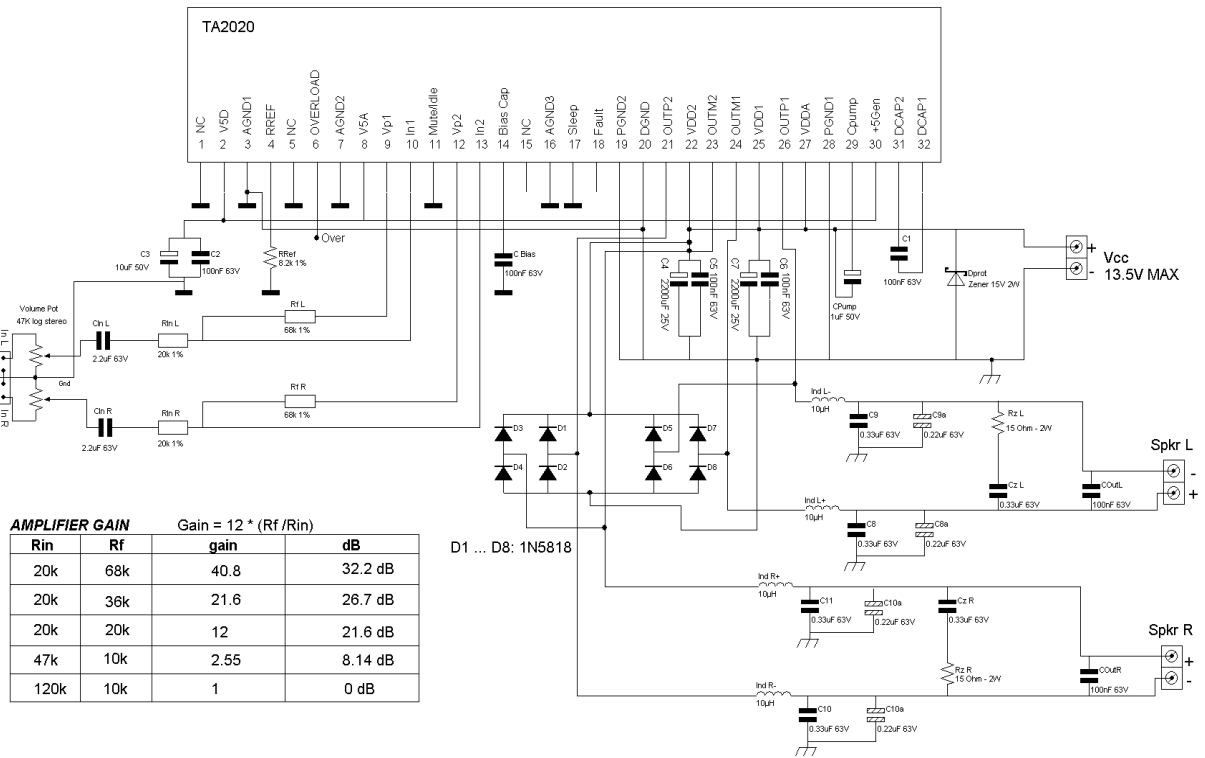 TA2020
NC
V5D
AGND1
RREF
NC
OVERLOAD
AGND2
V5A
Vp1
In1
Mute/Idle
Vp2
In2
Bias Cap
NC
AGND3
Sleep
Fault
PGND2
DGND
OUTP2
VDD2
OUTM2
OUTM1
VDD1
OUTP1
VDDA
PGND1
Cpump
+5Gen
DCAP2
DCAP1
1 2 3 4 5 6 7 8 9 10 11 12 13 14 15 16 17 18 19 20 21 22 23 24 25 26 27 28 29 30 31 32
Over
C3
10uF 50V
C2
100nF 63V
RRef
8.2k 1%
C Bias
100nF 63V
C4 2200uF 25V
C5 100nF 63V
C7 2200uF 25V
C6 100nF 63V
CPump
1uF 50V
C1
100nF 63V
Dprot
Zener 15V 2W
+
-
Vcc
13.5V MAX
Volume Pot
47K log stereo
In L
Gnd
In R
CIn L
2.2uF 63V
RIn L
20k 1%
Rf L
68k 1%
CIn R
2.2uF 63V
RIn R
20k 1%
Rf R
68k 1%
D3
D1
D5
D7
D4
D2
D6
D8
D1 ... D8: 1N5818
Ind L-
10µH
C9
0.33uF 63V
C9a
0.22uF 63V
Rz L
15 Ohm - 2W
Cz L
0.33uF 63V
COutL
100nF 63V
Spkr L
-
+
Ind L+
10µH
C8
0.33uF 63V
C8a
0.22uF 63V
Ind R+
10µH
C11
0.33uF 63V
C10a
0.22uF 63V
Cz R
0.33uF 63V
Rz R
15 Ohm - 2W
COutR
100nF 63V
Spkr R
+
-
Ind R-
10µH
C10
0.33uF 63V
C10a
0.22uF 63V
AMPLIFIER GAIN Gain = 12 * (Rf /Rin)
Rin Rf gain dB
20k 68k 40.8 32.2 dB
20k 36k 21.6 26.7 dB
20k 20k 12 21.6 dB
47k 10k 2.55 8.14 dB
120k 10k 1 0 dB